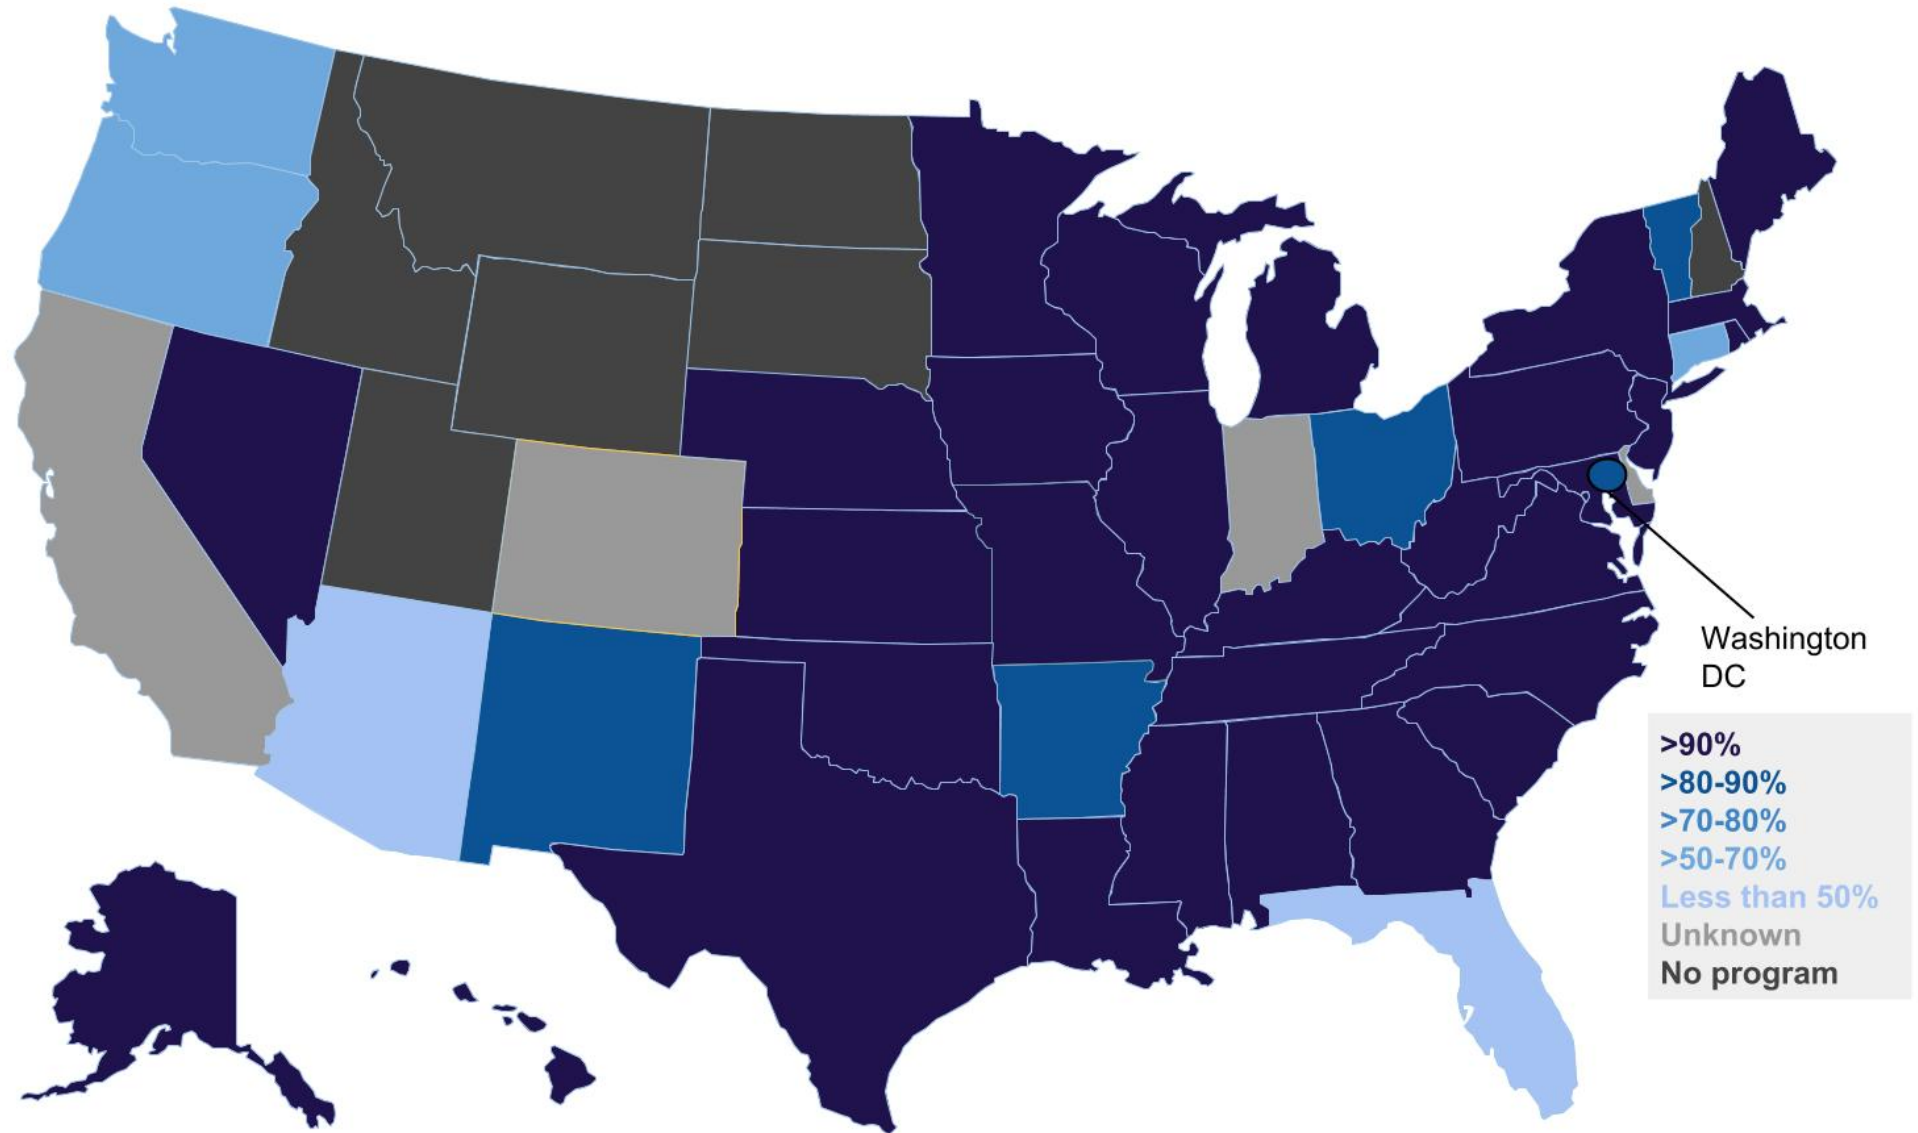 Washington
DC
>90%
>80-90%
>70-80%
>50-70%
Less than 50%
Unknown
No program